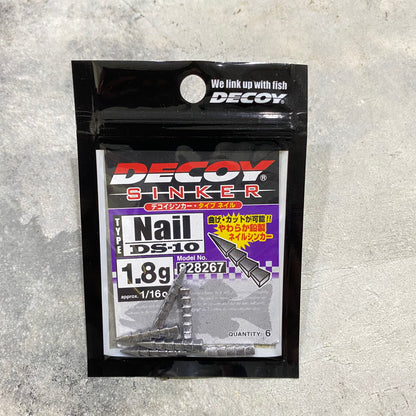 We link up with fish
DECOY®
DECOY®
SINKER
デコイシンカー・タイプ ネイル
TYPE
Nail
DS-10
曲げ・カットが可能!!
やわらか鉛製
ネイルシンカー
Model No.
828267
1.8g
approx. 1/16o
QUANTITY: 6